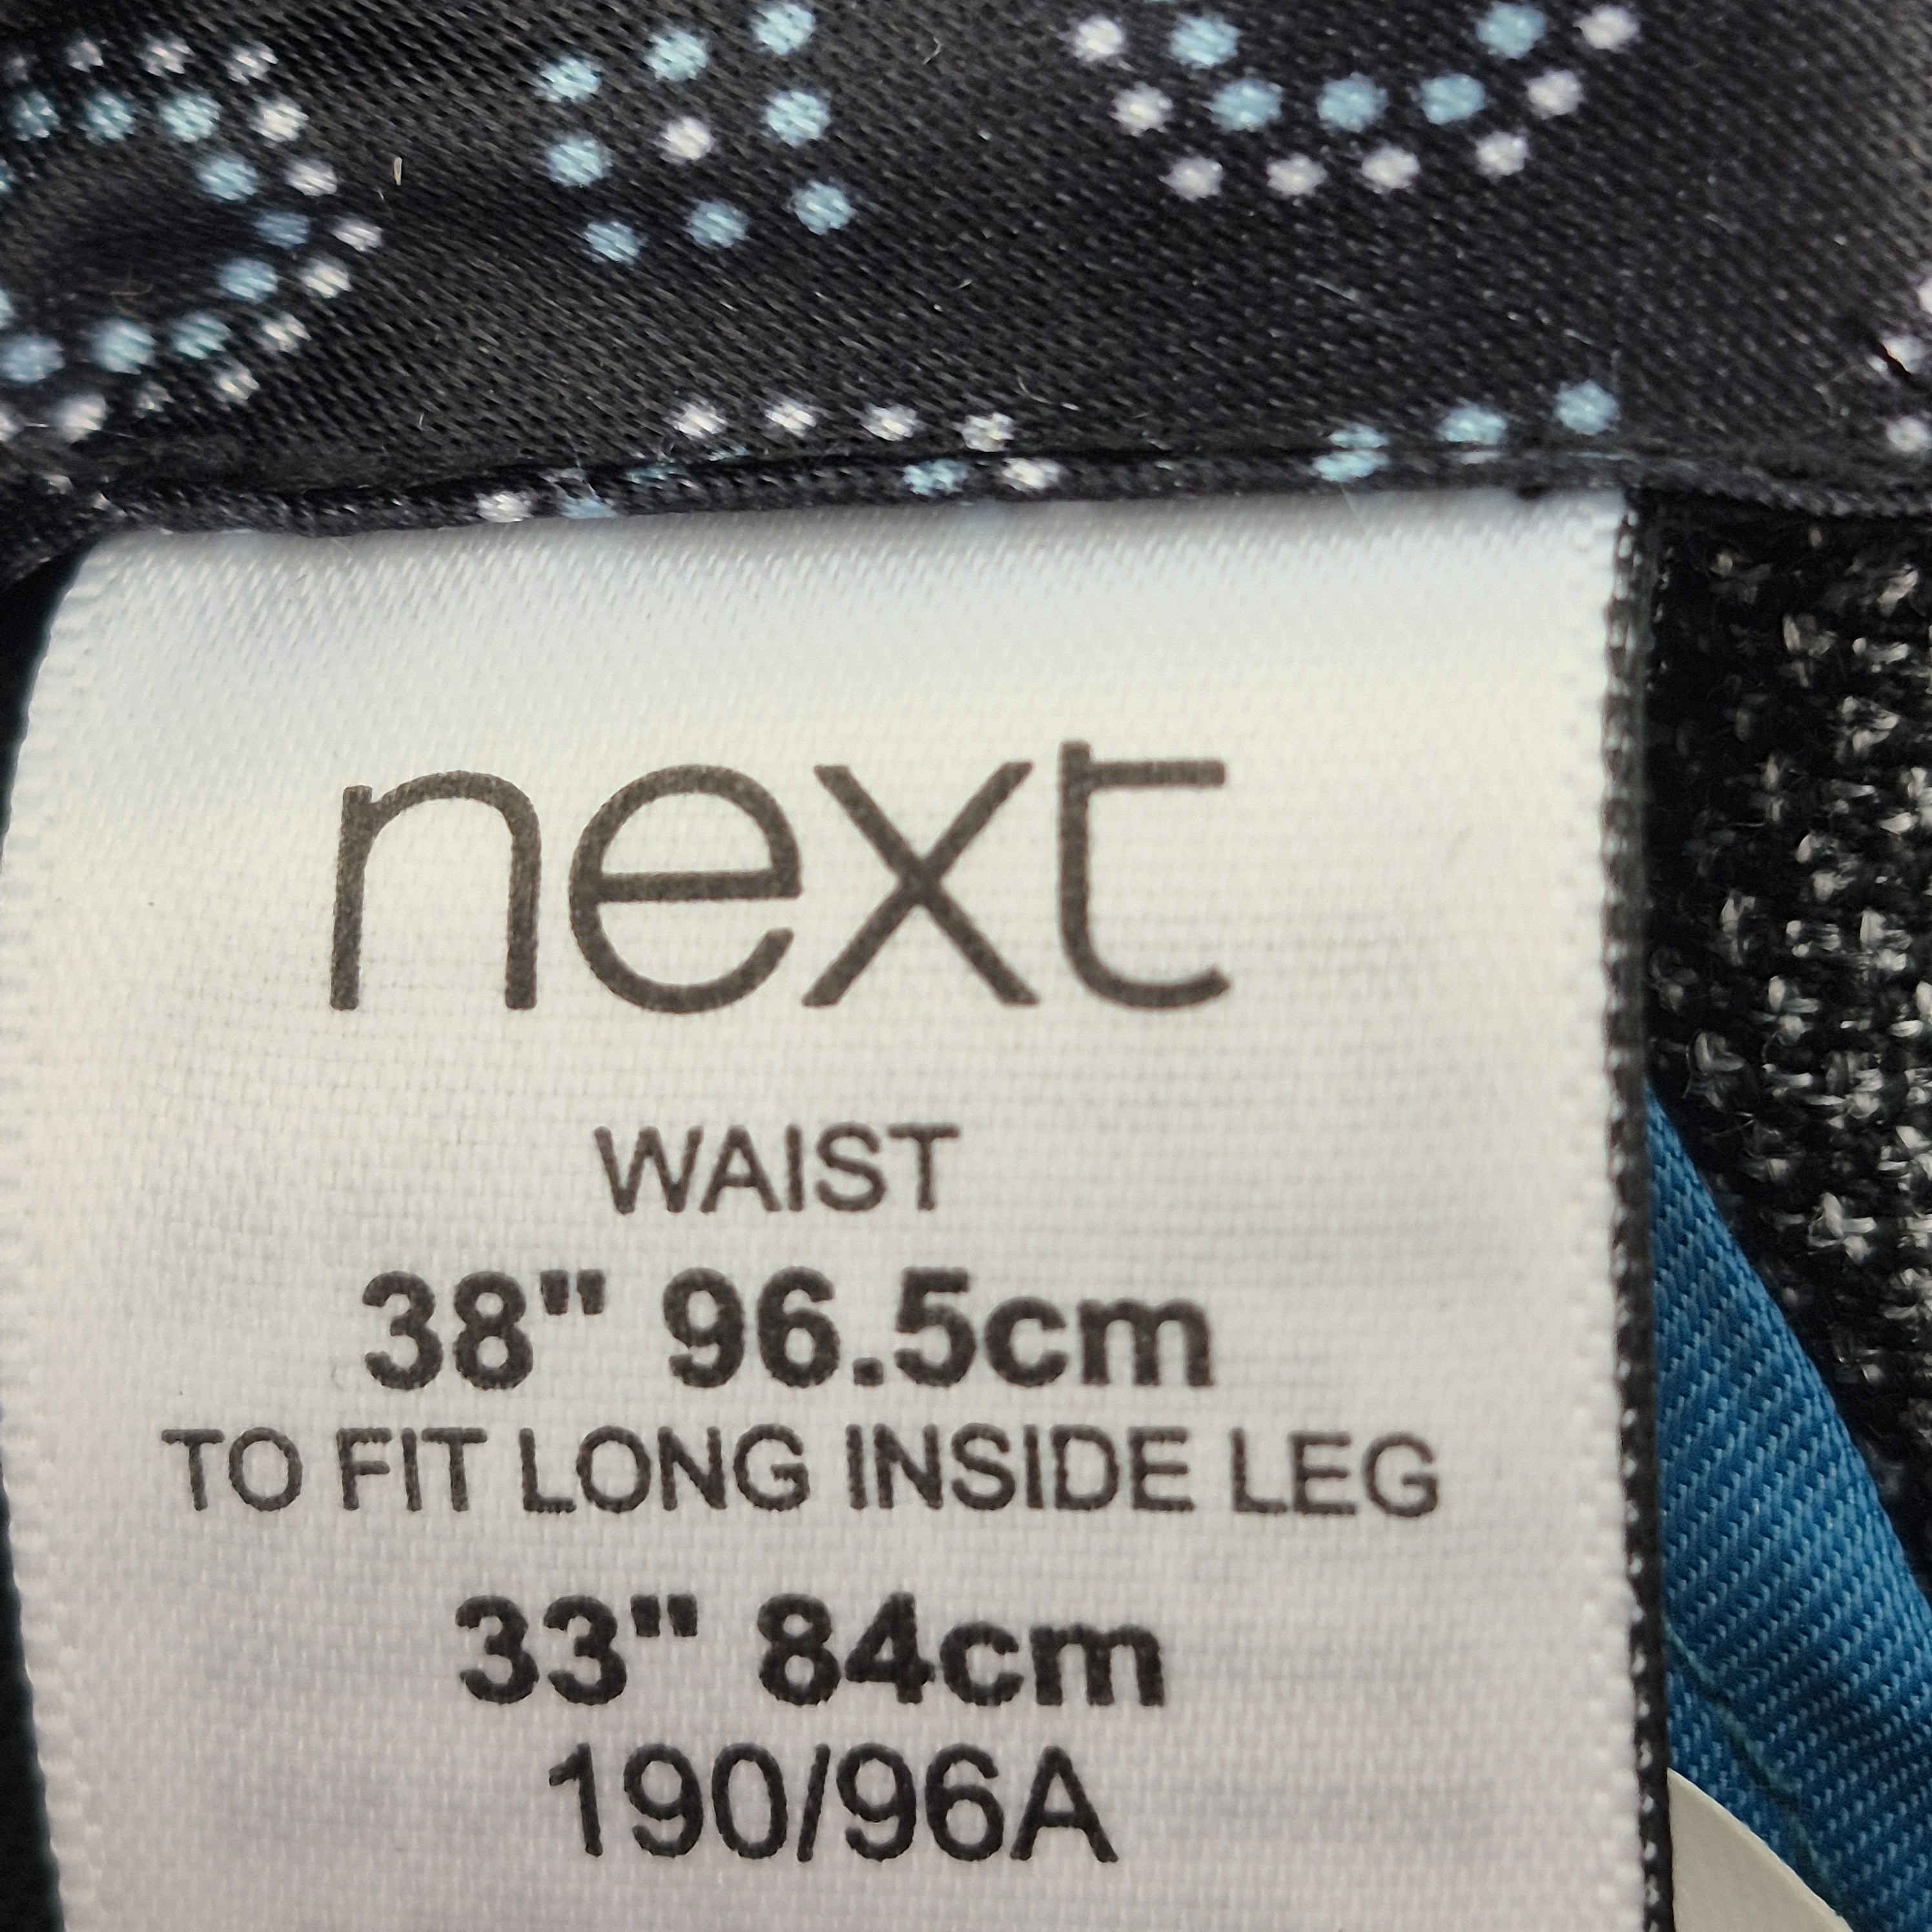 next
WAIST
38" 96.5cm
TO FIT LONG INSIDE LEG
33" 84cm
190/96A